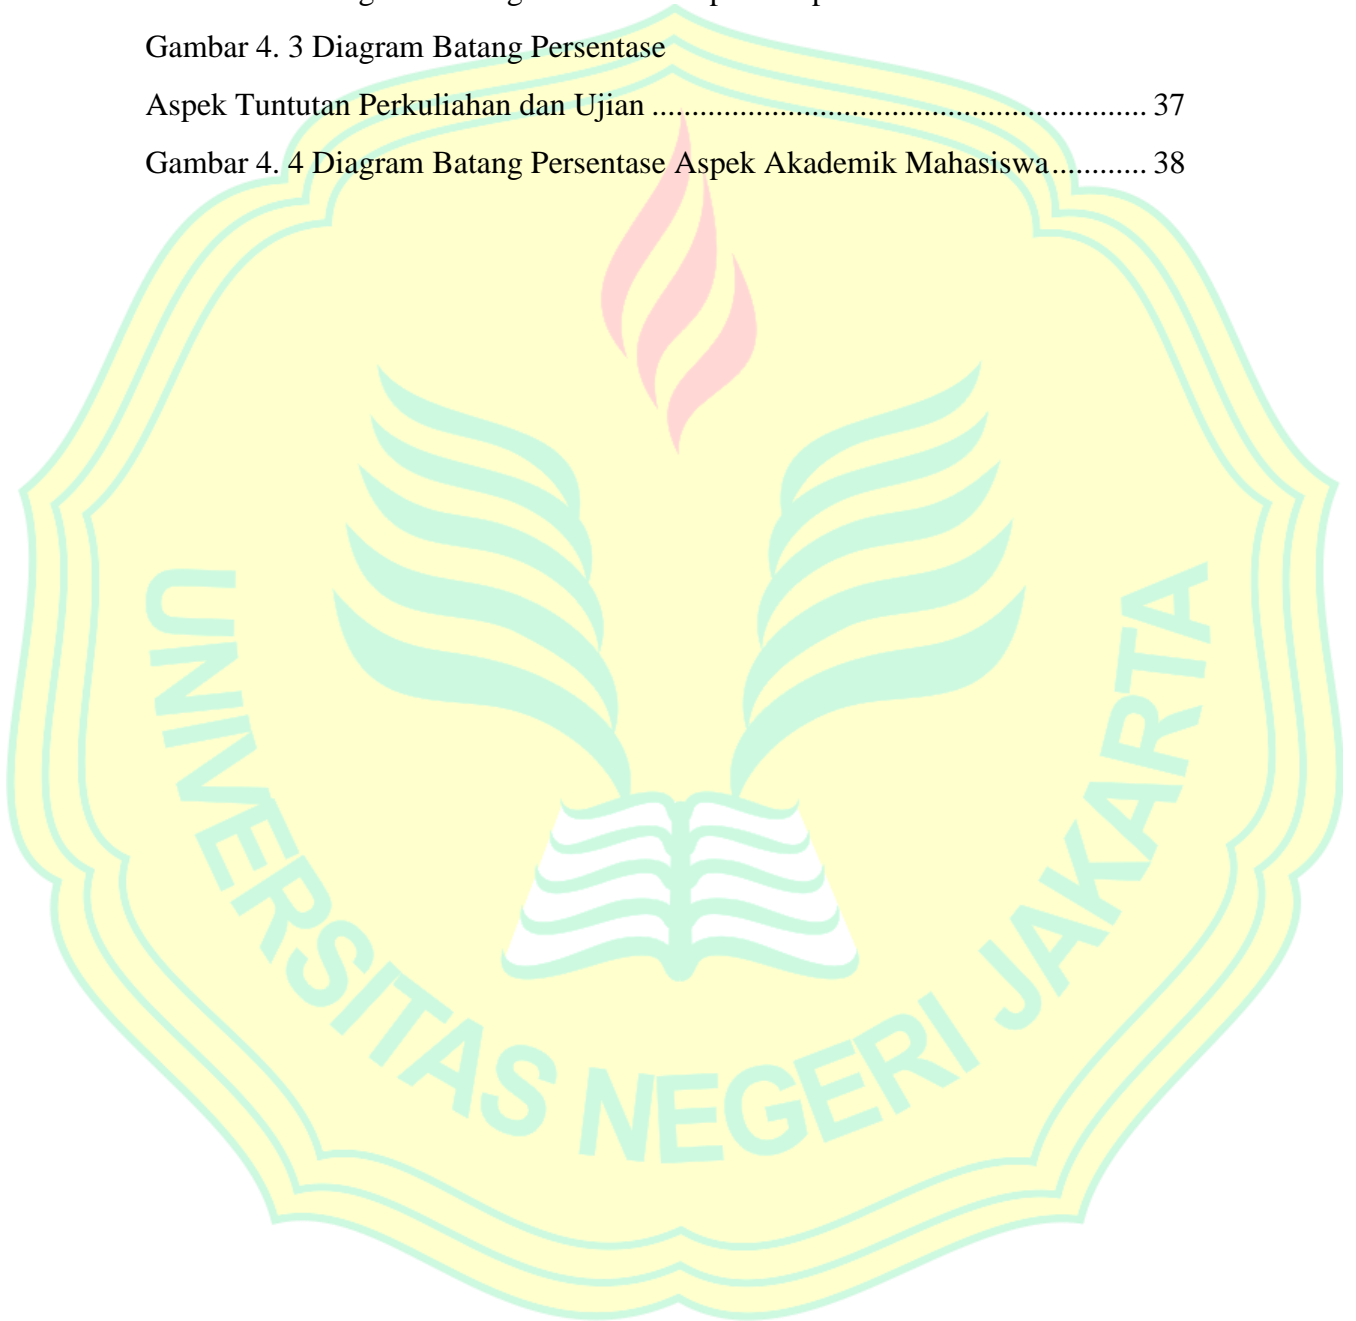 Gambar 4. 3 Diagram Batang Persentase
Aspek Tuntutan Perkuliahan dan Ujian .............................................................. 37
Gambar 4. 4 Diagram Batang Persentase Aspek Akademik Mahasiswa............ 38
UNIVERSITAS NEGERI JAKARTA